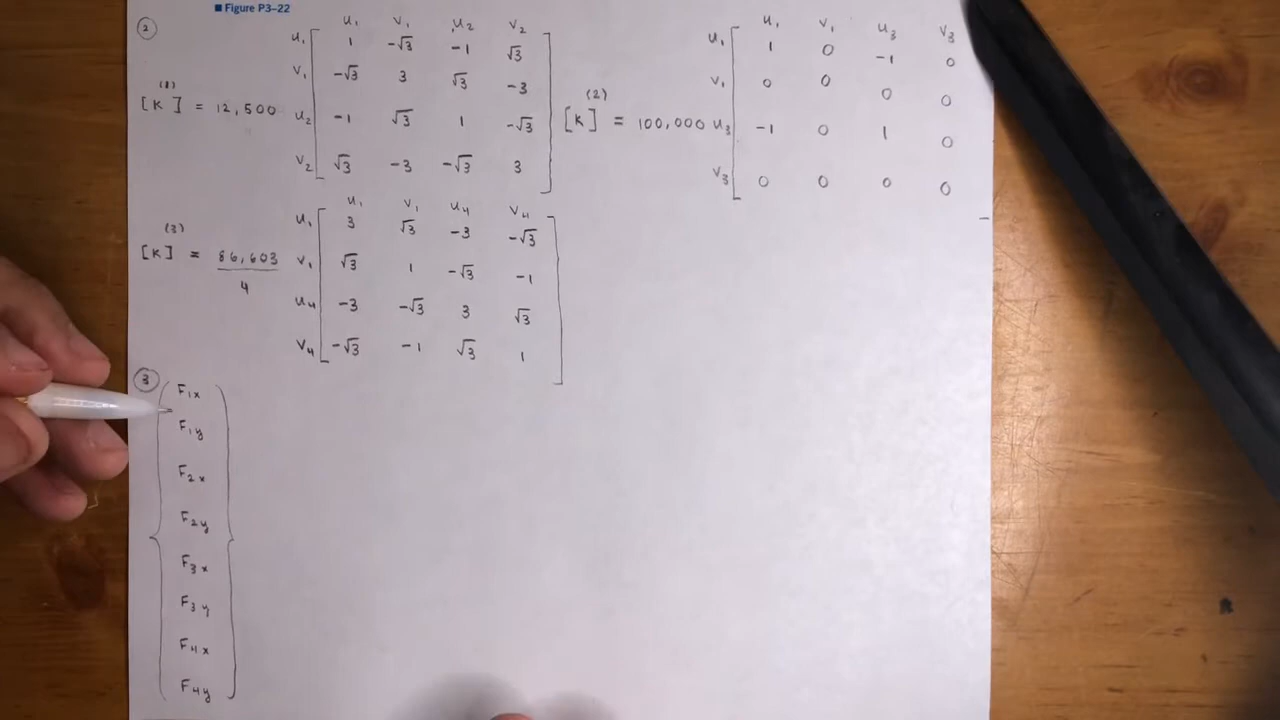 ■ Figure P3–22
②
u₁ v₁ u₂ v₂
u₁ 1 -√3 -1 √3
v₁ -√3 3 √3 -3
[K]⁽¹⁾ = 12,500
u₂ -1 √3 1 -√3
v₂ √3 -3 -√3 3
u₁ v₁ u₃ v₃
u₁ 1 0 -1 0
v₁ 0 0 0 0
[K]⁽²⁾ = 100,000
u₃ -1 0 1 0
v₃ 0 0 0 0
u₁ v₁ u₄ v₄
u₁ 3 √3 -3 -√3
[K]⁽³⁾ = 86,603/4
v₁ √3 1 -√3 -1
u₄ -3 -√3 3 √3
v₄ -√3 -1 √3 1
③
F₁ₓ
F₁y
F₂ₓ
F₂y
F₃ₓ
F₃y
F₄ₓ
F₄y